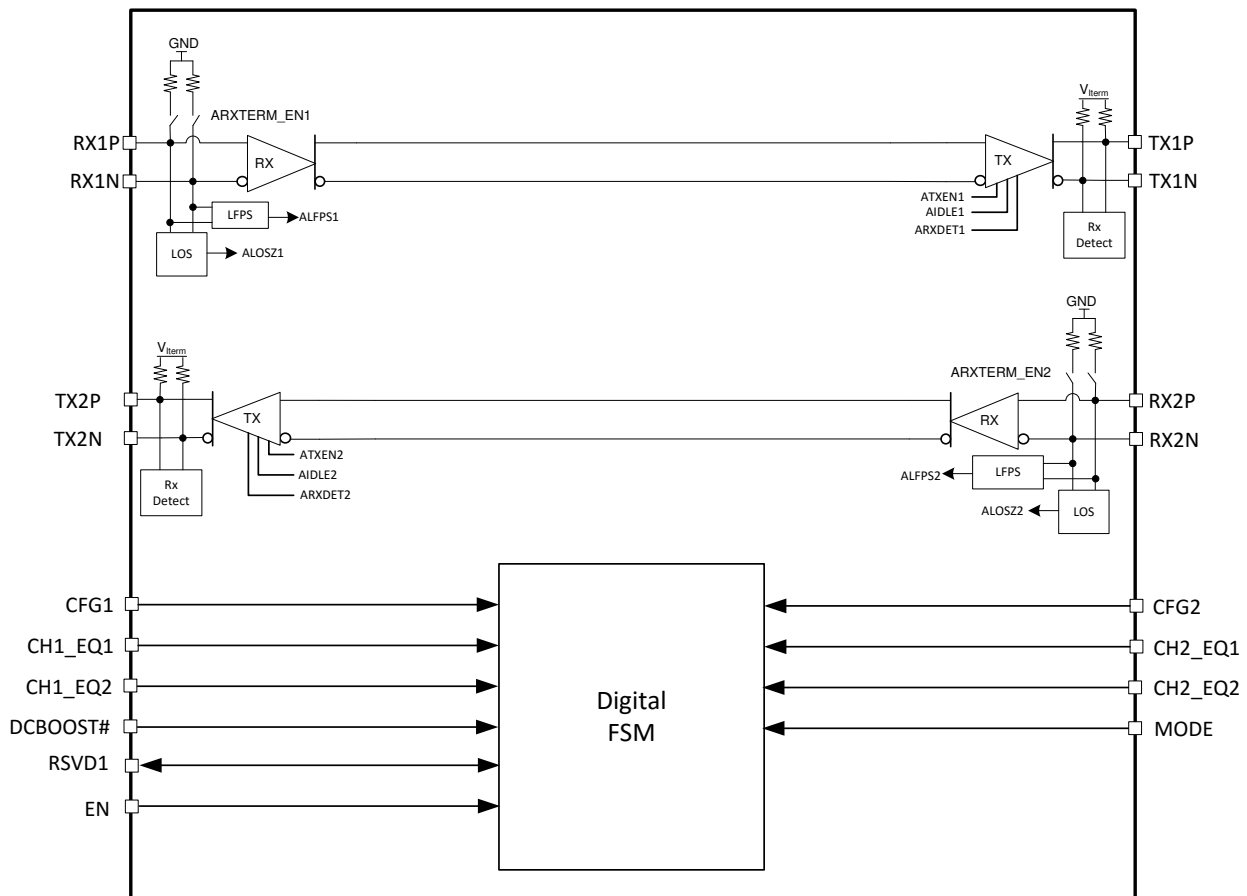 GND
ARXTERM_EN1
VIterm
RX1P
RX
TX
TX1P
RX1N
TX1N
ATXEN1
LFPS
ALFPS1
AIDLE1
ARXDET1
Rx
Detect
LOS
ALOSZ1
GND
VIterm
ARXTERM_EN2
TX2P
RX2P
TX
RX
TX2N
RX2N
ATXEN2
AIDLE2
ALFPS2
LFPS
Rx
Detect
ARXDET2
ALOSZ2
LOS
CFG1
CFG2
CH1_EQ1
CH2_EQ1
CH1_EQ2
CH2_EQ2
Digital
FSM
DCBOOST#
MODE
RSVD1
EN